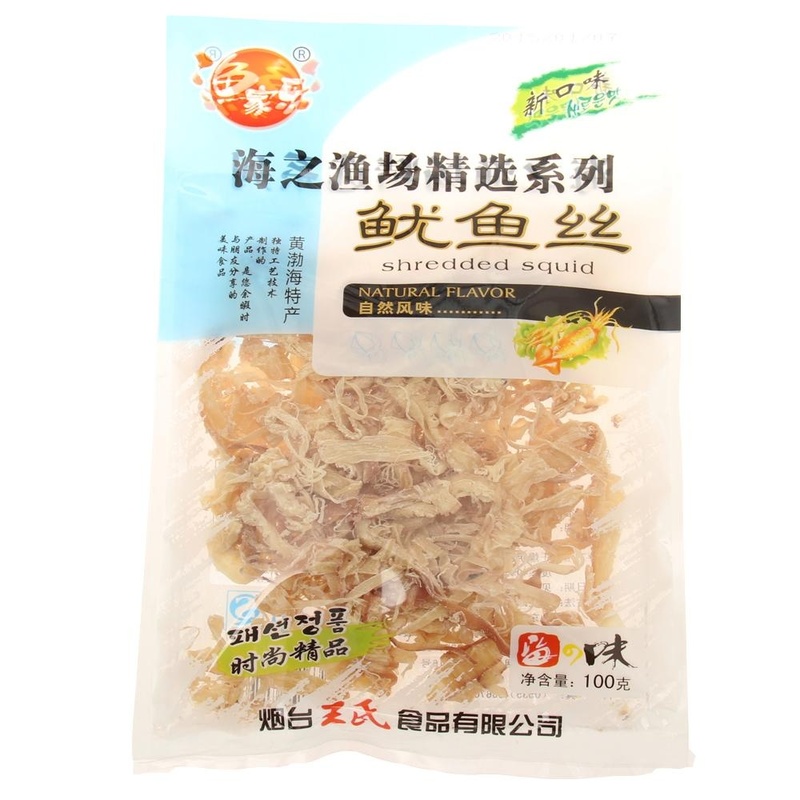 渔家乐
®
新口味
海之渔场精选系列
鱿鱼丝
shredded squid
NATURAL FLAVOR
自然风味...........
黄渤海特产
独特工艺技术
制作的
产品,是您余暇时
与朋友分享的
美味食品
패션정품
时尚精品
海の味
净含量：100克
烟台王氏食品有限公司